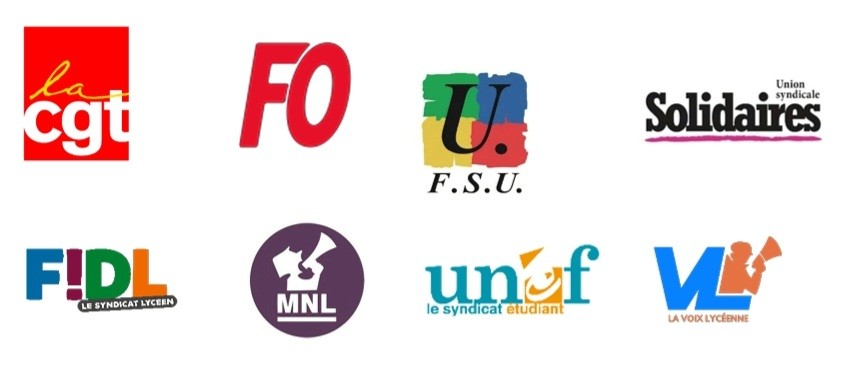 la
cgt
FO
U.
F.S.U.
Union
syndicale
Solidaires
F!DL
LE SYNDICAT LYCEEN
MNL
unef
le syndicat étudiant
VL
LA VOIX LYCÉENNE